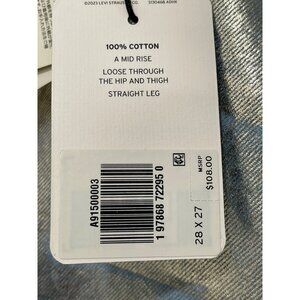 ©2023 LEVI STRAUSS & CO.
100% COTTON
A MID RISE
LOOSE THROUGH
THE HIP AND THIGH
STRAIGHT LEG
A91500003
1 97868 72295 0
MSRP
$108.00
28 X 27